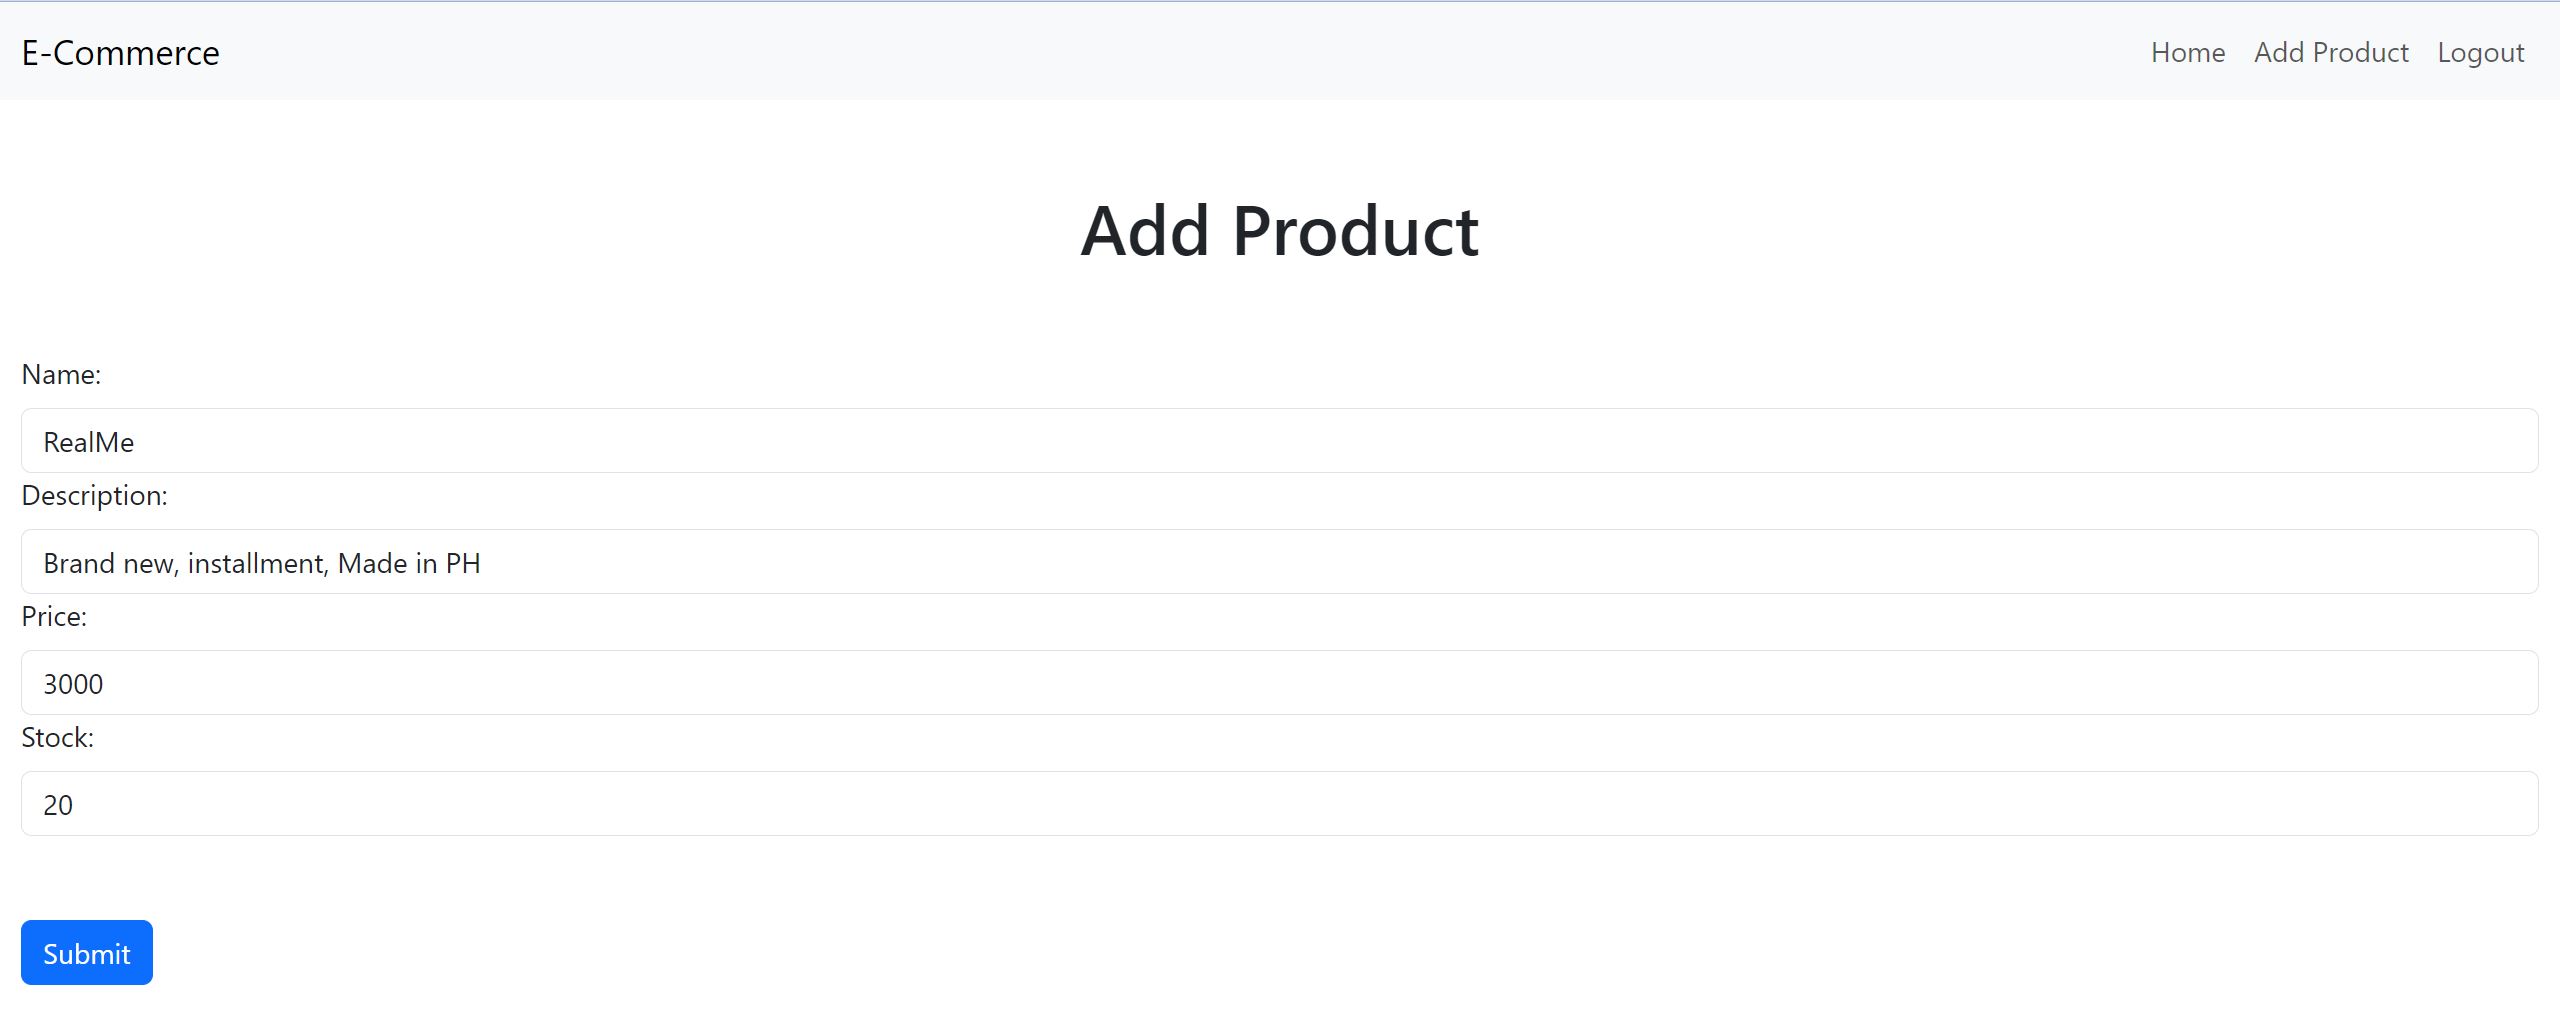 E-Commerce
Home Add Product Logout
Add Product
Name:
RealMe
Description:
Brand new, installment, Made in PH
Price:
3000
Stock:
20
Submit